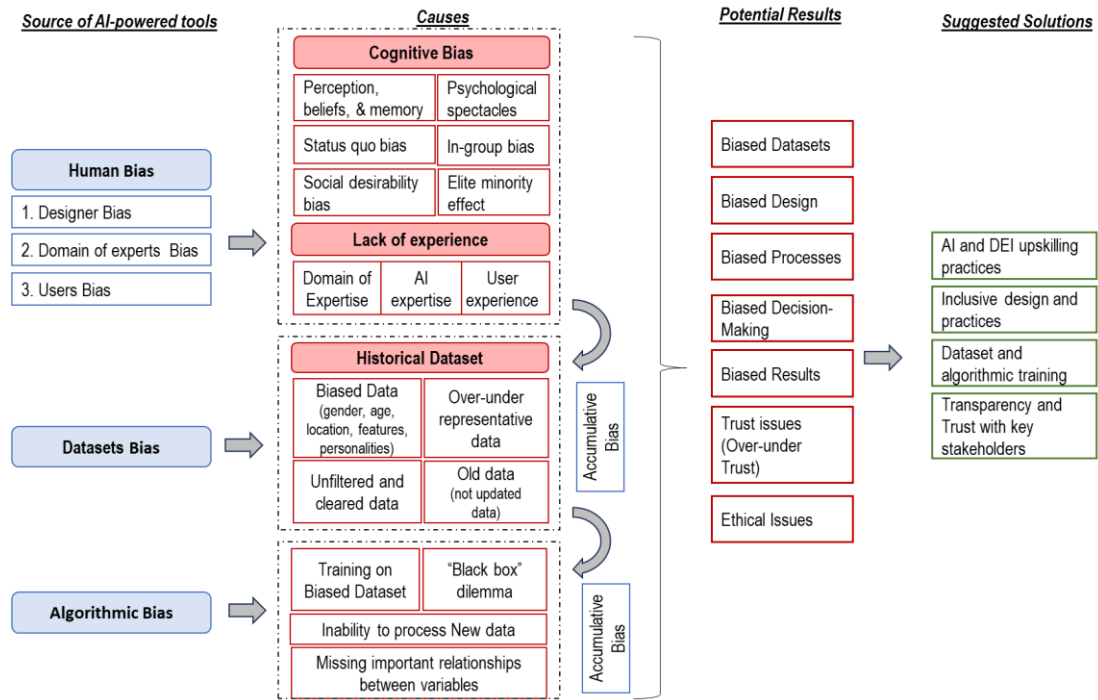 Source of AI-powered tools
Causes
Potential Results
Suggested Solutions
Human Bias
1. Designer Bias
2. Domain of experts Bias
3. Users Bias
Datasets Bias
Algorithmic Bias
Cognitive Bias
Perception,
beliefs, & memory
Psychological
spectacles
Status quo bias
In-group bias
Social desirability
bias
Elite minority
effect
Lack of experience
Domain of
Expertise
AI
expertise
User
experience
Historical Dataset
Biased Data
(gender, age,
location, features,
personalities)
Over-under
representative
data
Unfiltered and
cleared data
Old data
(not updated
data)
Training on
Biased Dataset
“Black box”
dilemma
Inability to process New data
Missing important relationships
between variables
Accumulative
Bias
Accumulative
Bias
Biased Datasets
Biased Design
Biased Processes
Biased Decision-
Making
Biased Results
Trust issues
(Over-under
Trust)
Ethical Issues
AI and DEI upskilling
practices
Inclusive design and
practices
Dataset and
algorithmic training
Transparency and
Trust with key
stakeholders